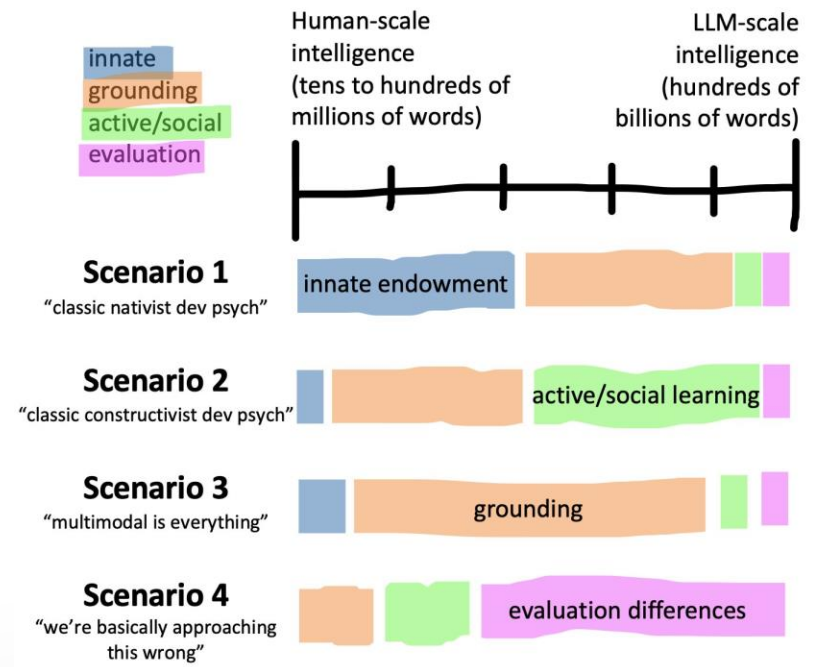 innate
grounding
active/social
evaluation
Human-scale
intelligence
(tens to hundreds of
millions of words)
LLM-scale
intelligence
(hundreds of
billions of words)
Scenario 1
“classic nativist dev psych”
innate endowment
Scenario 2
“classic constructivist dev psych”
active/social learning
Scenario 3
“multimodal is everything”
grounding
Scenario 4
“we’re basically approaching
this wrong”
evaluation differences